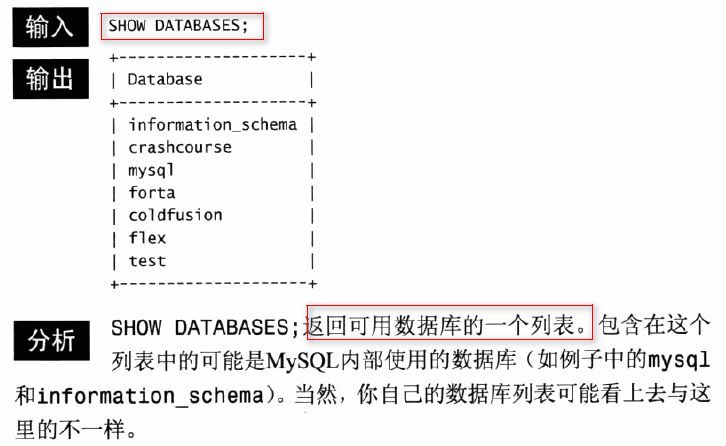 输入 SHOW DATABASES;
输出
+--------------------+
| Database           |
+--------------------+
| information_schema |
| crashcourse        |
| mysql              |
| forta              |
| coldfusion         |
| flex               |
| test               |
+--------------------+
分析 SHOW DATABASES;返回可用数据库的一个列表。包含在这个
列表中的可能是MySQL内部使用的数据库（如例子中的mysql
和information_schema）。当然，你自己的数据库列表可能看上去与这
里的不一样。